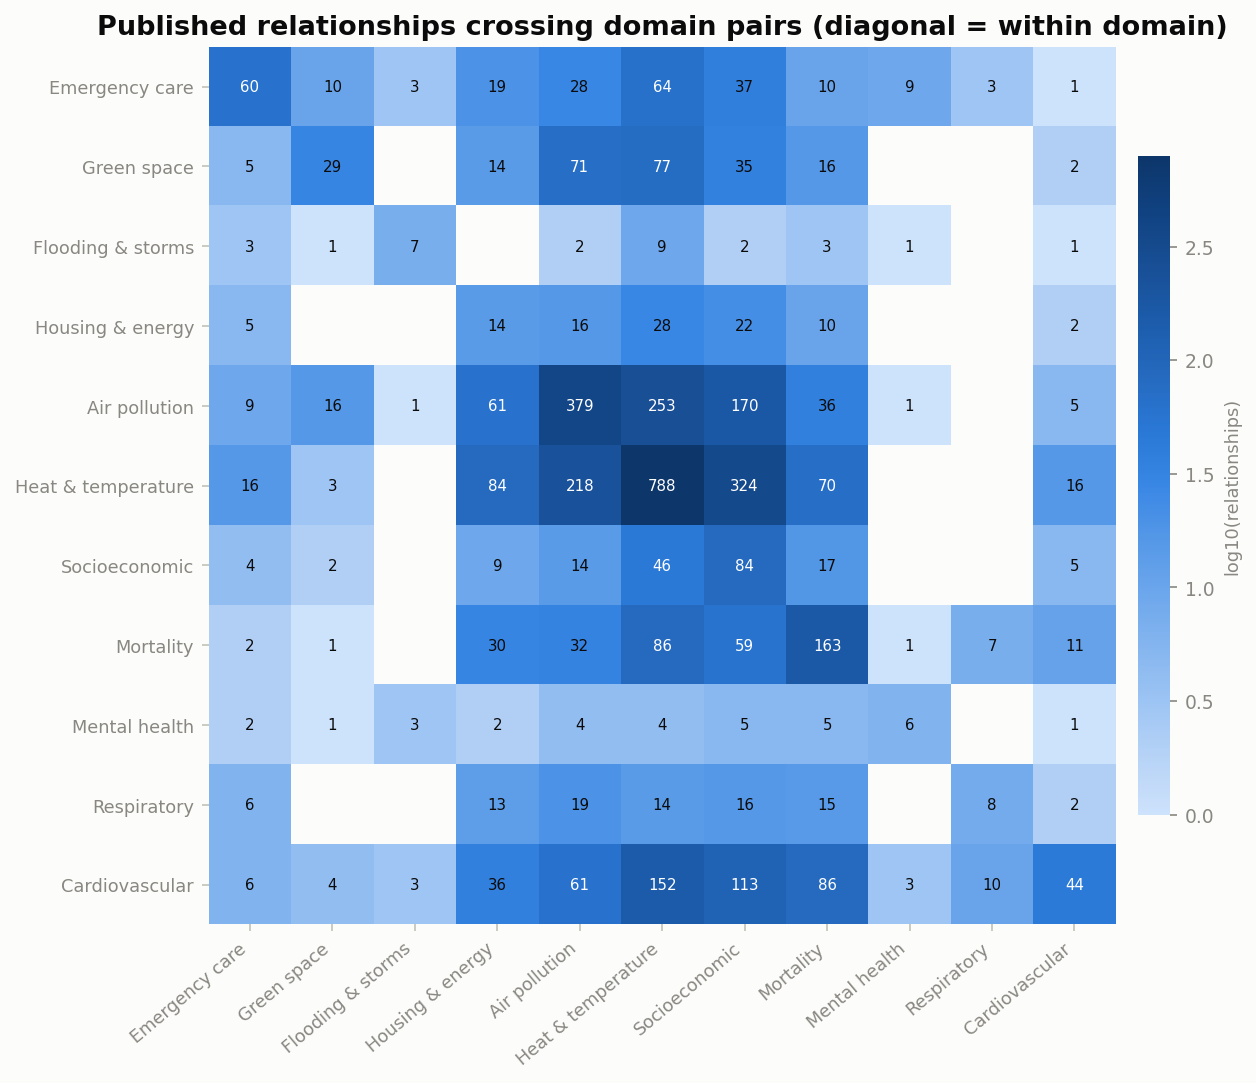 Published relationships crossing domain pairs (diagonal = within domain)
Emergency care 60 10 3 19 28 64 37 10 9 3 1
Green space 5 29 14 71 77 35 16 2
Flooding & storms 3 1 7 2 9 2 3 1 1
Housing & energy 5 14 16 28 22 10 2
Air pollution 9 16 1 61 379 253 170 36 1 5
Heat & temperature 16 3 84 218 788 324 70 16
Socioeconomic 4 2 9 14 46 84 17 5
Mortality 2 1 30 32 86 59 163 1 7 11
Mental health 2 1 3 2 4 4 5 5 6 1
Respiratory 6 13 19 14 16 15 8 2
Cardiovascular 6 4 3 36 61 152 113 86 3 10 44
Emergency care
Green space
Flooding & storms
Housing & energy
Air pollution
Heat & temperature
Socioeconomic
Mortality
Mental health
Respiratory
Cardiovascular
2.5
2.0
1.5
1.0
0.5
0.0
log10(relationships)